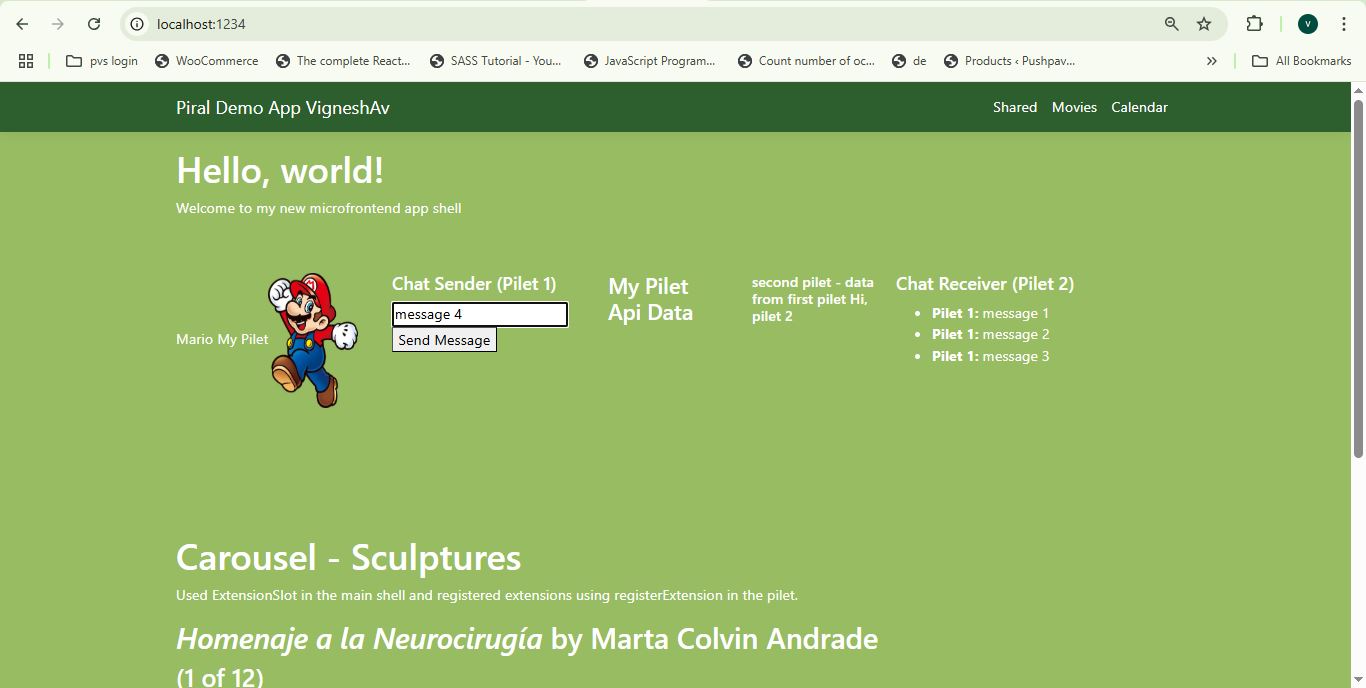 localhost:1234
V
pvs login
WooCommerce
The complete React...
SASS Tutorial - You...
JavaScript Program...
Count number of oc...
de
Products ‹ Pushpav...
All Bookmarks
Piral Demo App VigneshAv
Shared
Movies
Calendar
Hello, world!
Welcome to my new microfrontend app shell
Mario My Pilet
M
Chat Sender (Pilet 1)
message 4
Send Message
My Pilet
Api Data
second pilet - data
from first pilet Hi,
pilet 2
Chat Receiver (Pilet 2)
Pilet 1: message 1
Pilet 1: message 2
Pilet 1: message 3
Carousel - Sculptures
Used ExtensionSlot in the main shell and registered extensions using registerExtension in the pilet.
Homenaje a la Neurocirugía by Marta Colvin Andrade
(1 of 12)